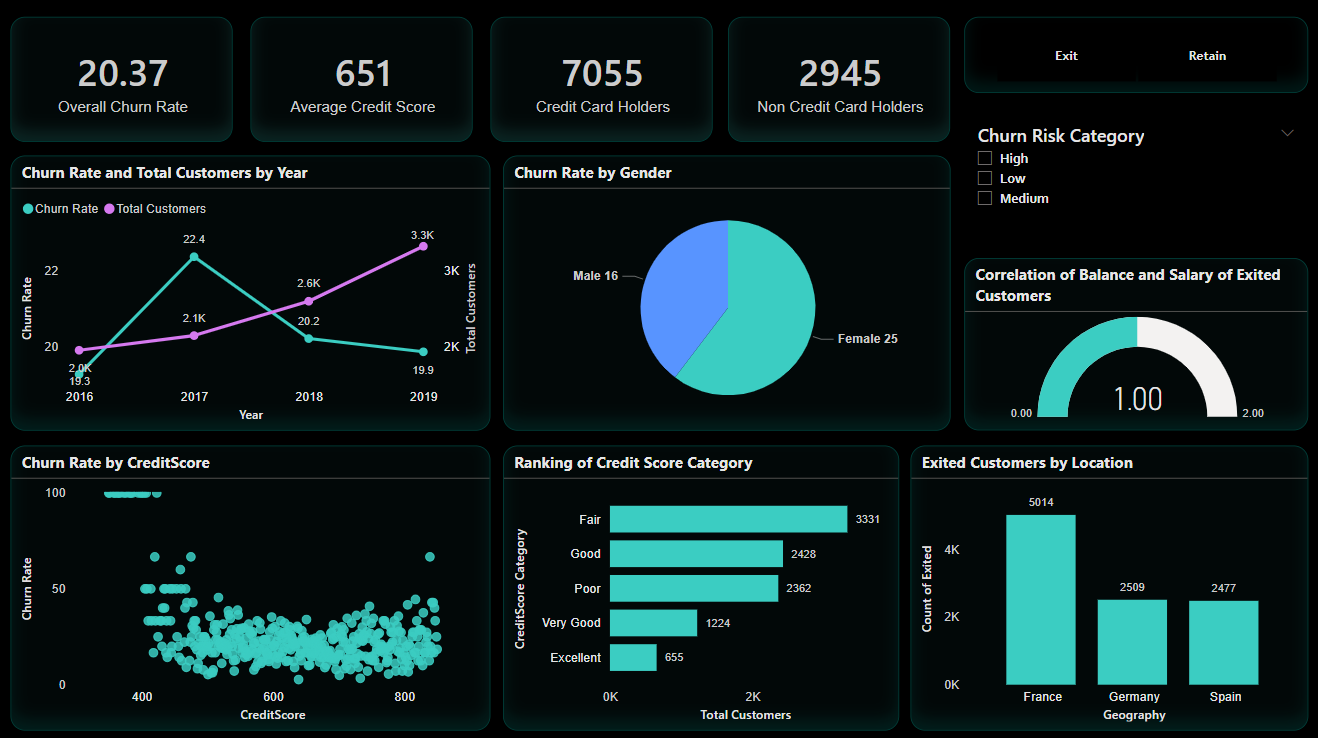 20.37
Overall Churn Rate
651
Average Credit Score
7055
Credit Card Holders
2945
Non Credit Card Holders
Exit
Retain
Churn Risk Category
High
Low
Medium
Churn Rate and Total Customers by Year
Churn Rate
Total Customers
Churn Rate
22
20
22.4
20.2
19.9
19.3
2.0K
2.1K
2.6K
3.3K
3K
2K
Total Customers
2016
2017
2018
2019
Year
Churn Rate by Gender
Male 16
Female 25
Correlation of Balance and Salary of Exited
Customers
1.00
0.00
2.00
Churn Rate by CreditScore
Churn Rate
100
50
0
400
600
800
CreditScore
Ranking of Credit Score Category
CreditScore Category
Fair
3331
Good
2428
Poor
2362
Very Good
1224
Excellent
655
0K
2K
Total Customers
Exited Customers by Location
Count of Exited
4K
2K
0K
5014
2509
2477
France
Germany
Spain
Geography